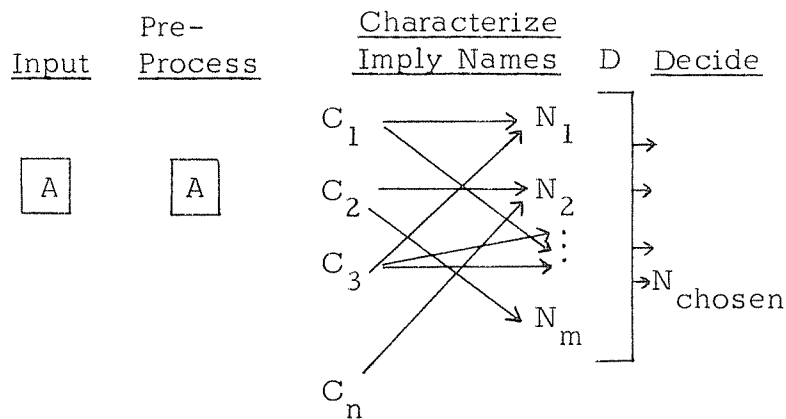 Pre-
Characterize
Input Process Imply Names D Decide
C1 N1
A A
C2 N2
⋮
C3
Nchosen
Nm
Cn